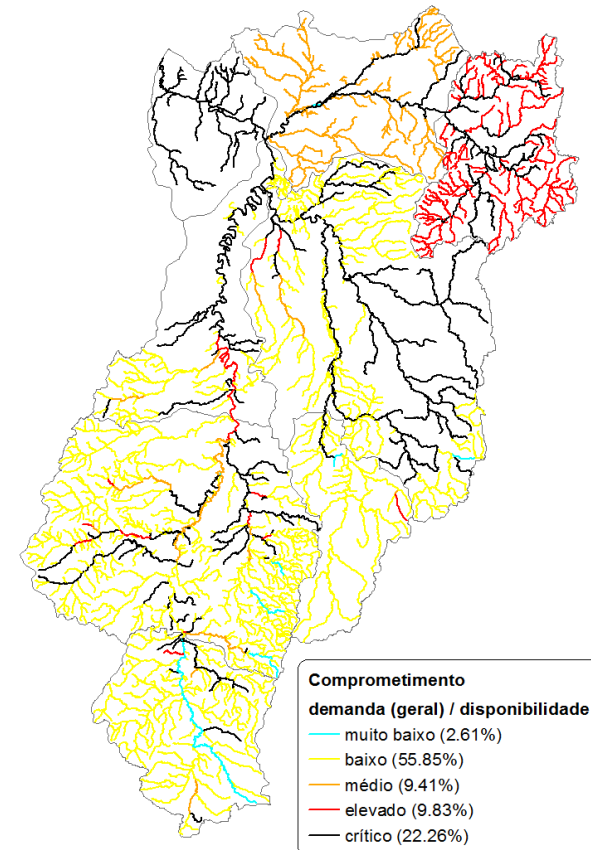 Comprometimento
demanda (geral) / disponibilidade
muito baixo (2.61%)
baixo (55.85%)
médio (9.41%)
elevado (9.83%)
crítico (22.26%)